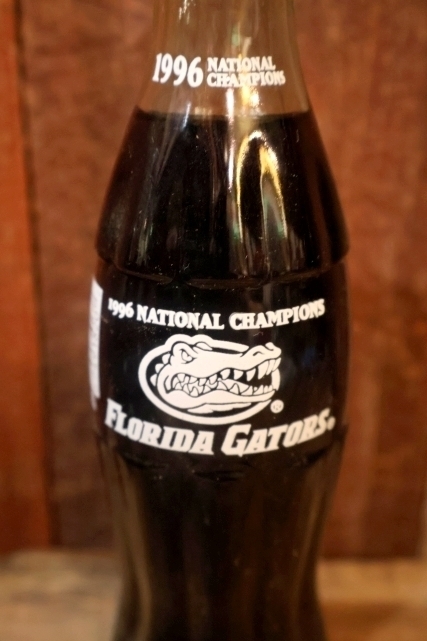 1996 NATIONAL
CHAMPIONS
1996 NATIONAL CHAMPIONS
®
FLORIDA GATORS®